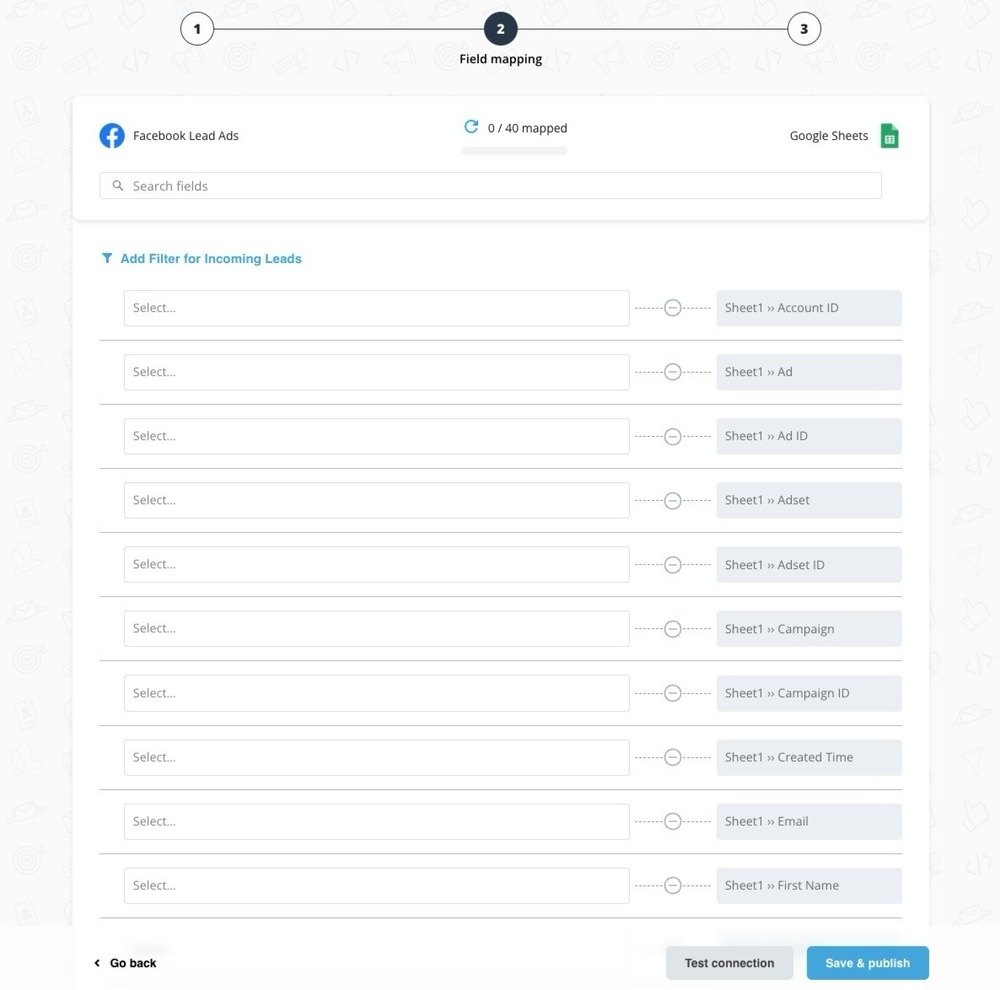 1
2
3
Field mapping
Facebook Lead Ads
0 / 40 mapped
Google Sheets
Search fields
Add Filter for Incoming Leads
Select...
Sheet1 ›› Account ID
Select...
Sheet1 ›› Ad
Select...
Sheet1 ›› Ad ID
Select...
Sheet1 ›› Adset
Select...
Sheet1 ›› Adset ID
Select...
Sheet1 ›› Campaign
Select...
Sheet1 ›› Campaign ID
Select...
Sheet1 ›› Created Time
Select...
Sheet1 ›› Email
Select...
Sheet1 ›› First Name
Go back
Test connection
Save & publish